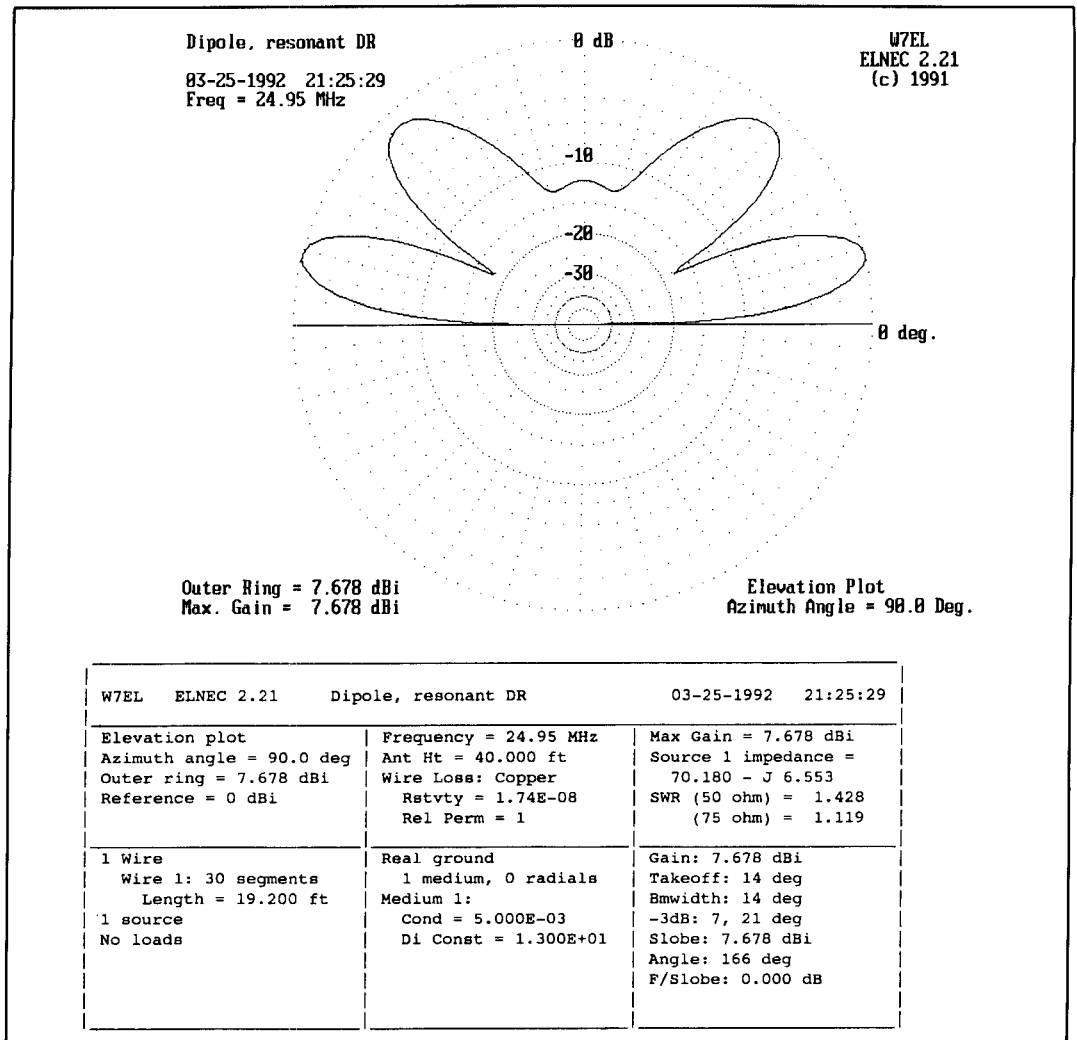 Dipole, resonant DR
03-25-1992 21:25:29
Freq = 24.95 MHz
0 dB
W7EL
ELNEC 2.21
(c) 1991
-10
-20
-30
0 deg.
Outer Ring = 7.678 dBi
Max. Gain = 7.678 dBi
Elevation Plot
Azimuth Angle = 90.0 Deg.
W7EL ELNEC 2.21 Dipole, resonant DR 03-25-1992 21:25:29
Elevation plot
Azimuth angle = 90.0 deg
Outer ring = 7.678 dBi
Reference = 0 dBi
Frequency = 24.95 MHz
Ant Ht = 40.000 ft
Wire Loss: Copper
Rstvty = 1.74E-08
Rel Perm = 1
Max Gain = 7.678 dBi
Source 1 impedance =
70.180 - J 6.553
SWR (50 ohm) = 1.428
(75 ohm) = 1.119
1 Wire
Wire 1: 30 segments
Length = 19.200 ft
1 source
No loads
Real ground
1 medium, 0 radials
Medium 1:
Cond = 5.000E-03
Di Const = 1.300E+01
Gain: 7.678 dBi
Takeoff: 14 deg
Bmwidth: 14 deg
-3dB: 7, 21 deg
Slobe: 7.678 dBi
Angle: 166 deg
F/Slobe: 0.000 dB